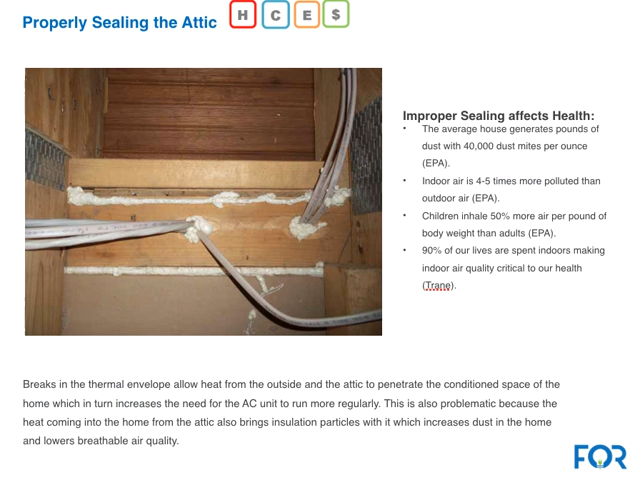 Properly Sealing the Attic H C E $
Improper Sealing affects Health:
• The average house generates pounds of
dust with 40,000 dust mites per ounce
(EPA).
• Indoor air is 4-5 times more polluted than
outdoor air (EPA).
• Children inhale 50% more air per pound of
body weight than adults (EPA).
• 90% of our lives are spent indoors making
indoor air quality critical to our health
(Trane).
Breaks in the thermal envelope allow heat from the outside and the attic to penetrate the conditioned space of the
home which in turn increases the need for the AC unit to run more regularly. This is also problematic because the
heat coming into the home from the attic also brings insulation particles with it which increases dust in the home
and lowers breathable air quality.
FOR